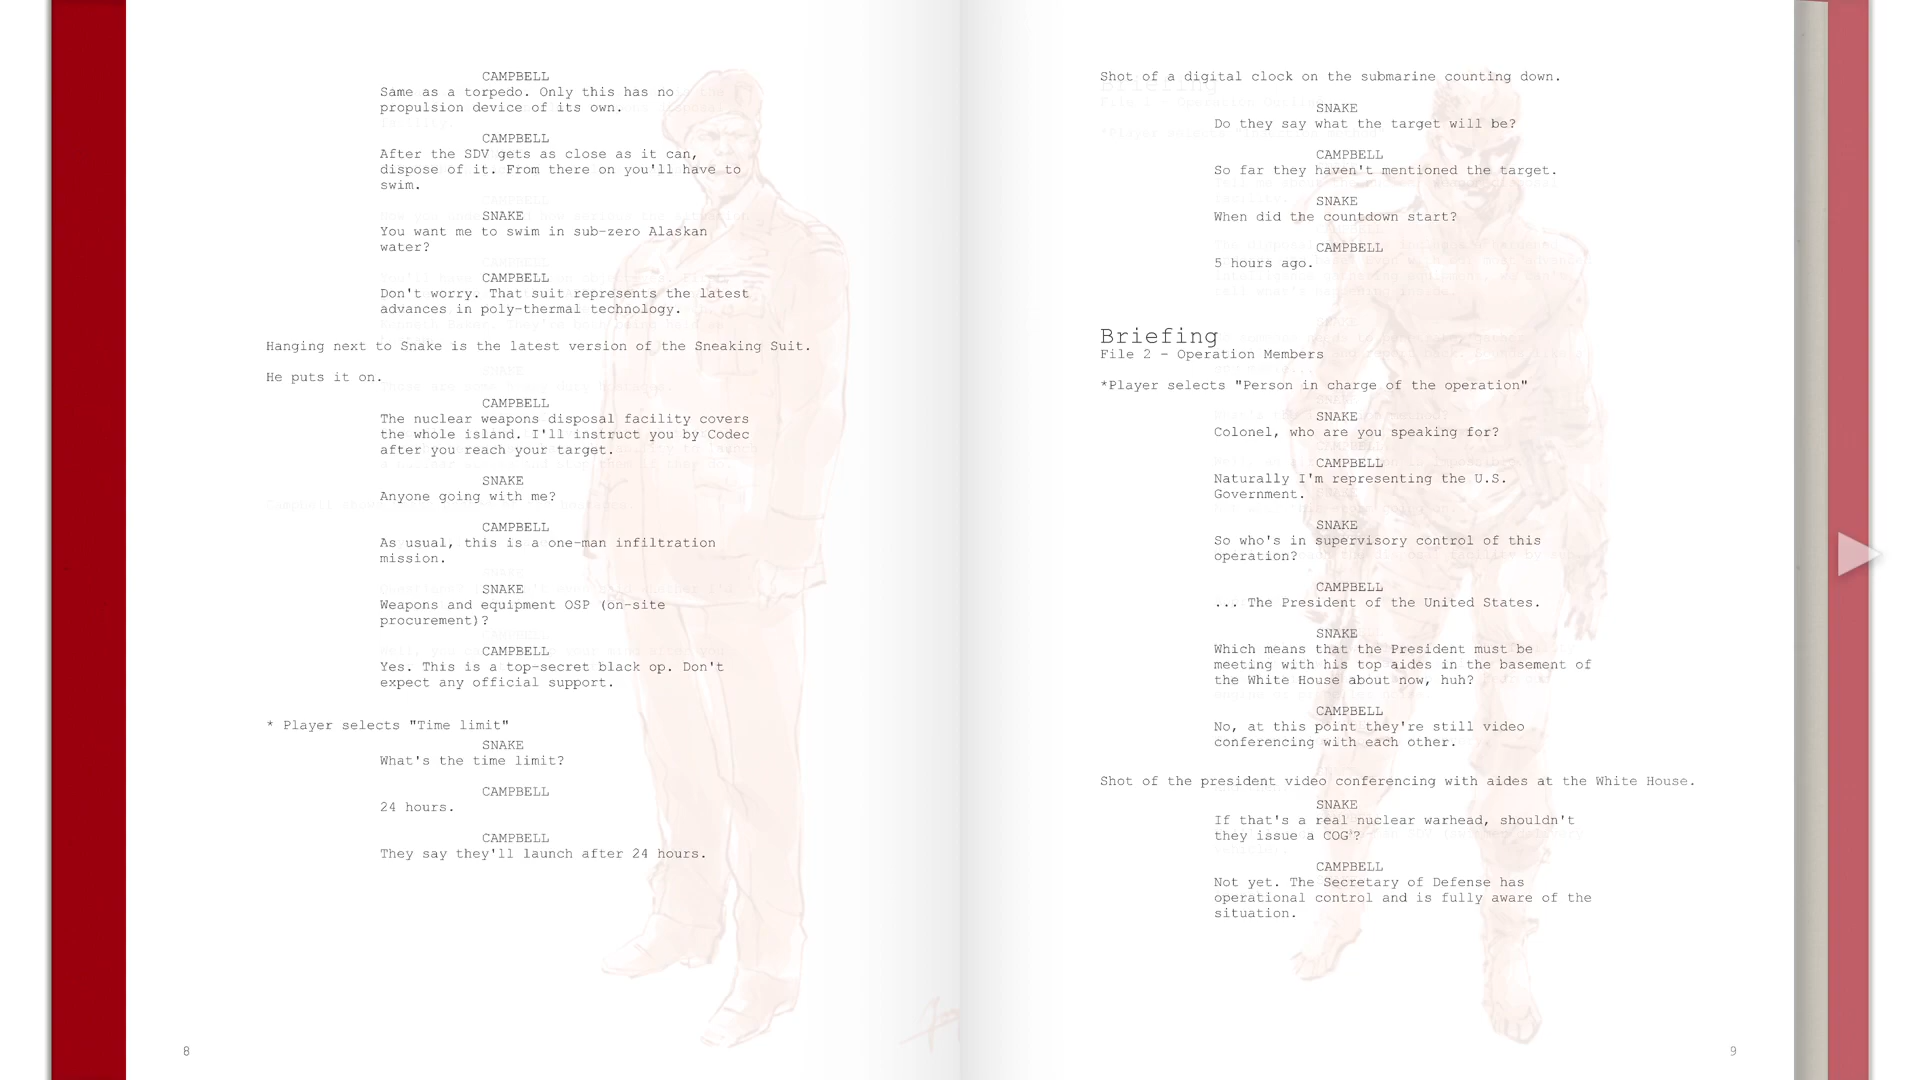 CAMPBELL
Same as a torpedo. Only this has no
propulsion device of its own.
CAMPBELL
After the SDV gets as close as it can,
dispose of it. From there on you'll have to
swim.
SNAKE
You want me to swim in sub-zero Alaskan
water?
CAMPBELL
Don't worry. That suit represents the latest
advances in poly-thermal technology.
Hanging next to Snake is the latest version of the Sneaking Suit.
He puts it on.
CAMPBELL
The nuclear weapons disposal facility covers
the whole island. I'll instruct you by Codec
after you reach your target.
SNAKE
Anyone going with me?
CAMPBELL
As usual, this is a one-man infiltration
mission.
SNAKE
Weapons and equipment OSP (on-site
procurement)?
CAMPBELL
Yes. This is a top-secret black op. Don't
expect any official support.
* Player selects "Time limit"
SNAKE
What's the time limit?
CAMPBELL
24 hours.
CAMPBELL
They say they'll launch after 24 hours.
8
Shot of a digital clock on the submarine counting down.
SNAKE
Do they say what the target will be?
CAMPBELL
So far they haven't mentioned the target.
SNAKE
When did the countdown start?
CAMPBELL
5 hours ago.
Briefing
File 2 - Operation Members
*Player selects "Person in charge of the operation"
SNAKE
Colonel, who are you speaking for?
CAMPBELL
Naturally I'm representing the U.S.
Government.
SNAKE
So who's in supervisory control of this
operation?
CAMPBELL
... The President of the United States.
SNAKE
Which means that the President must be
meeting with his top aides in the basement of
the White House about now, huh?
CAMPBELL
No, at this point they're still video
conferencing with each other.
Shot of the president video conferencing with aides at the White House.
SNAKE
If that's a real nuclear warhead, shouldn't
they issue a COG?
CAMPBELL
Not yet. The Secretary of Defense has
operational control and is fully aware of the
situation.
9